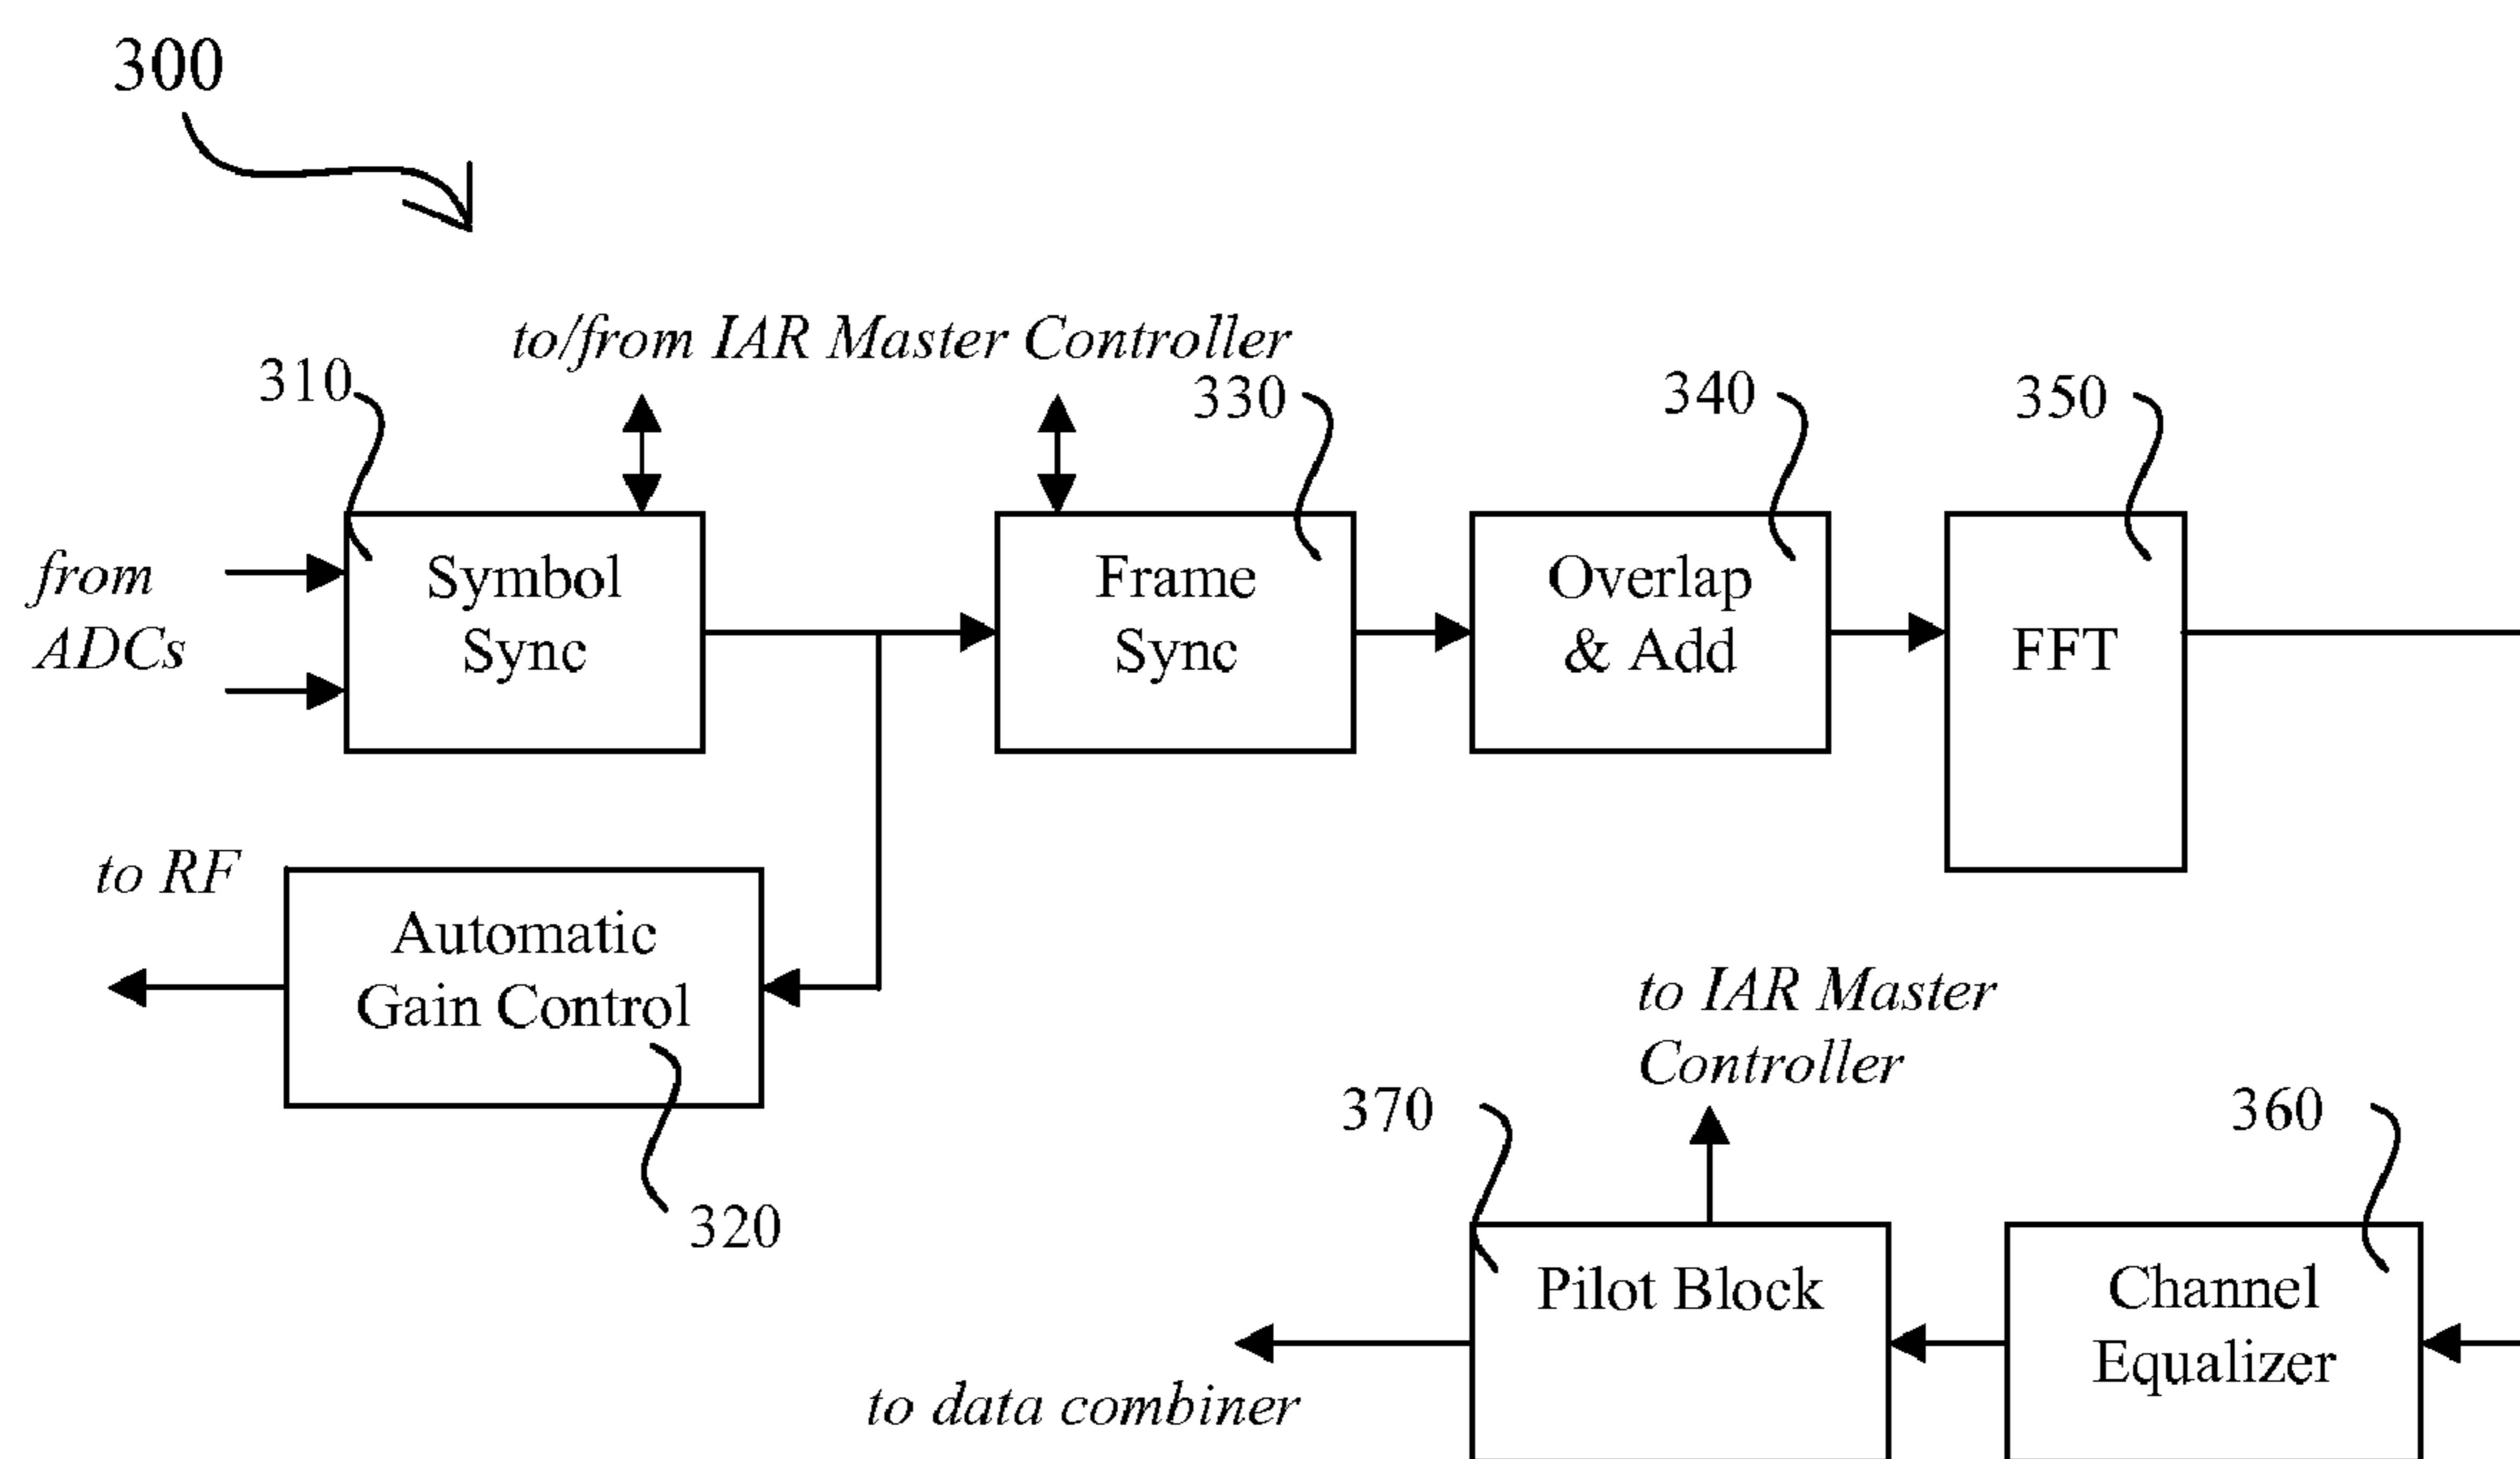 300
to/from IAR Master Controller
310
330
340
350
from
ADCs
Symbol
Sync
Frame
Sync
Overlap
& Add
FFT
to RF
Automatic
Gain Control
320
to IAR Master
Controller
370
360
Pilot Block
Channel
Equalizer
to data combiner